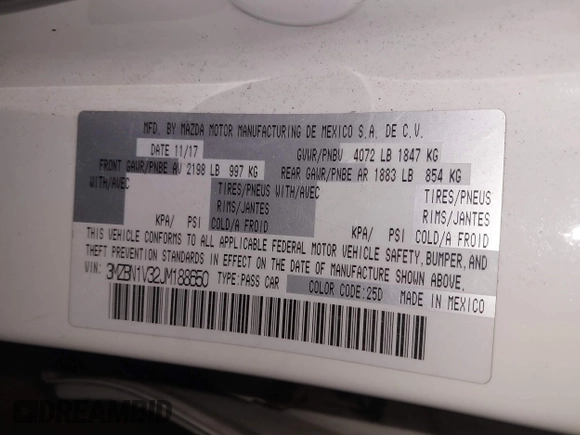 MFD. BY MAZDA MOTOR MANUFACTURING DE MEXICO S.A. DE C.V.
DATE 11/17 GVWR/PNBV 4072 LB 1847 KG
FRONT GAWR/PNBE AV 2198 LB 997 KG REAR GAWR/PNBE AR 1883 LB 854 KG
WITH/AVEC TIRES/PNEUS WITH/AVEC TIRES/PNEUS
RIMS/JANTES RIMS/JANTES
KPA/ PSI COLD/A FROID KPA/ PSI COLD/A FROID
THIS VEHICLE CONFORMS TO ALL APPLICABLE FEDERAL MOTOR VEHICLE SAFETY, BUMPER, AND
THEFT PREVENTION STANDARDS IN EFFECT ON THE DATE OF MANUFACTURE SHOWN ABOVE.
VIN: 3MZBN1V32JM188650 TYPE:PASS CAR COLOR CODE:25D MADE IN MEXICO
DREAMBID